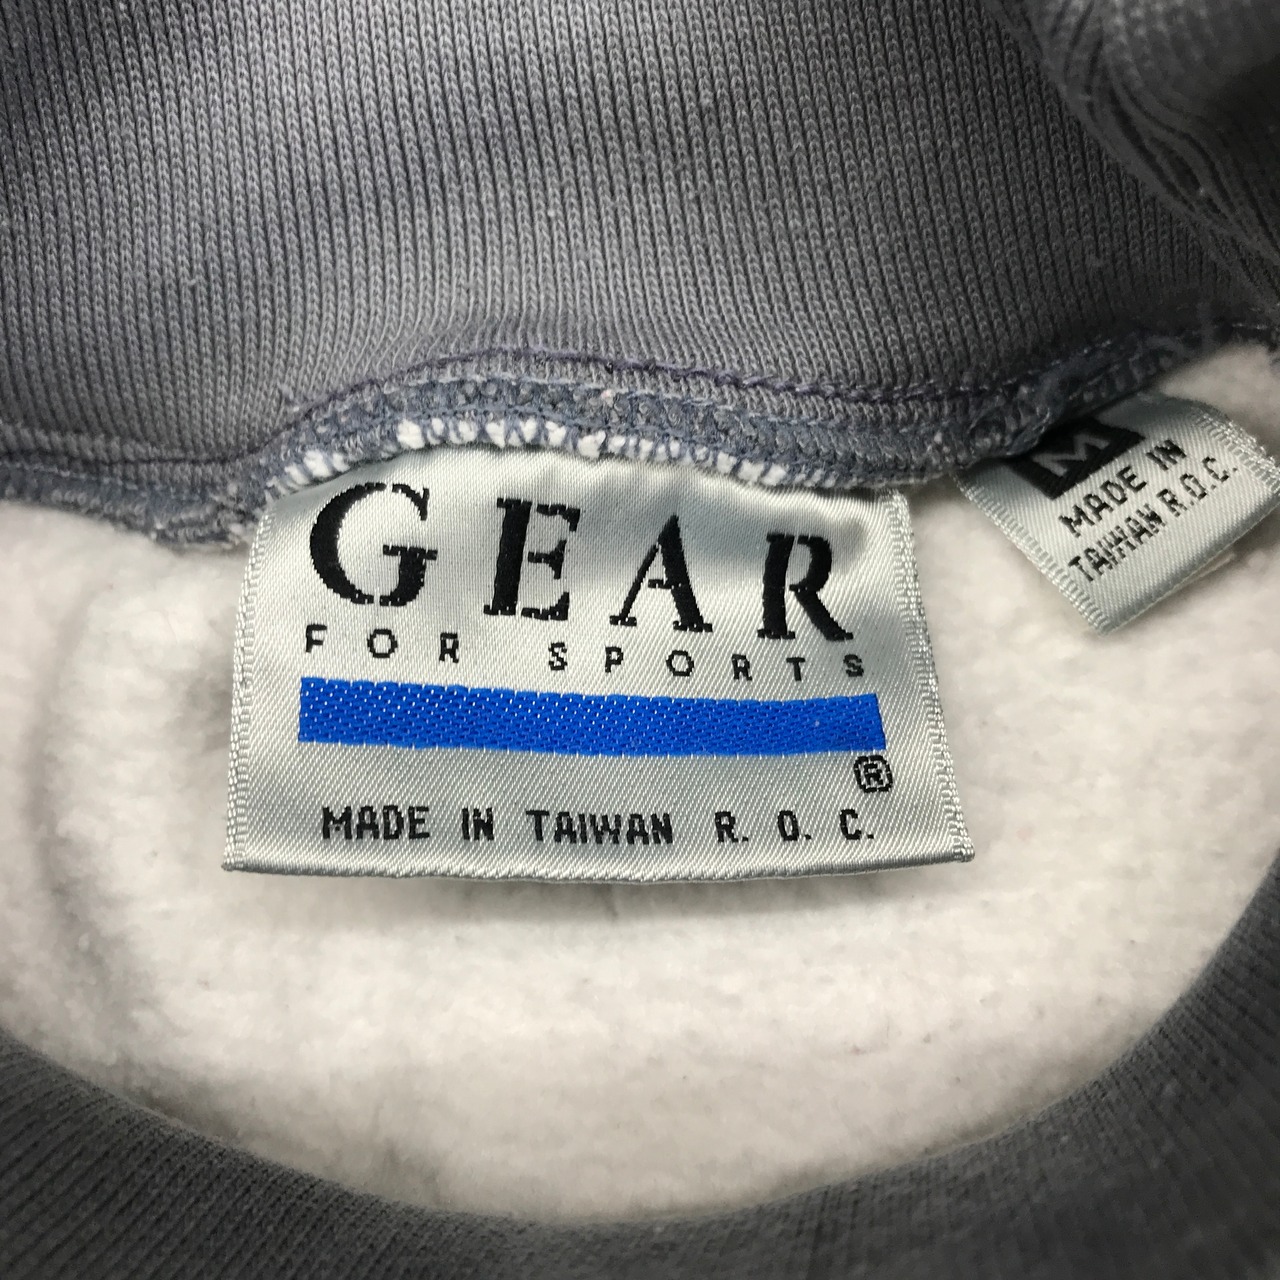 GEAR
FOR SPORTS
®
MADE IN TAIWAN R. O. C.
M
MADE IN
TAIWAN R.O.C.